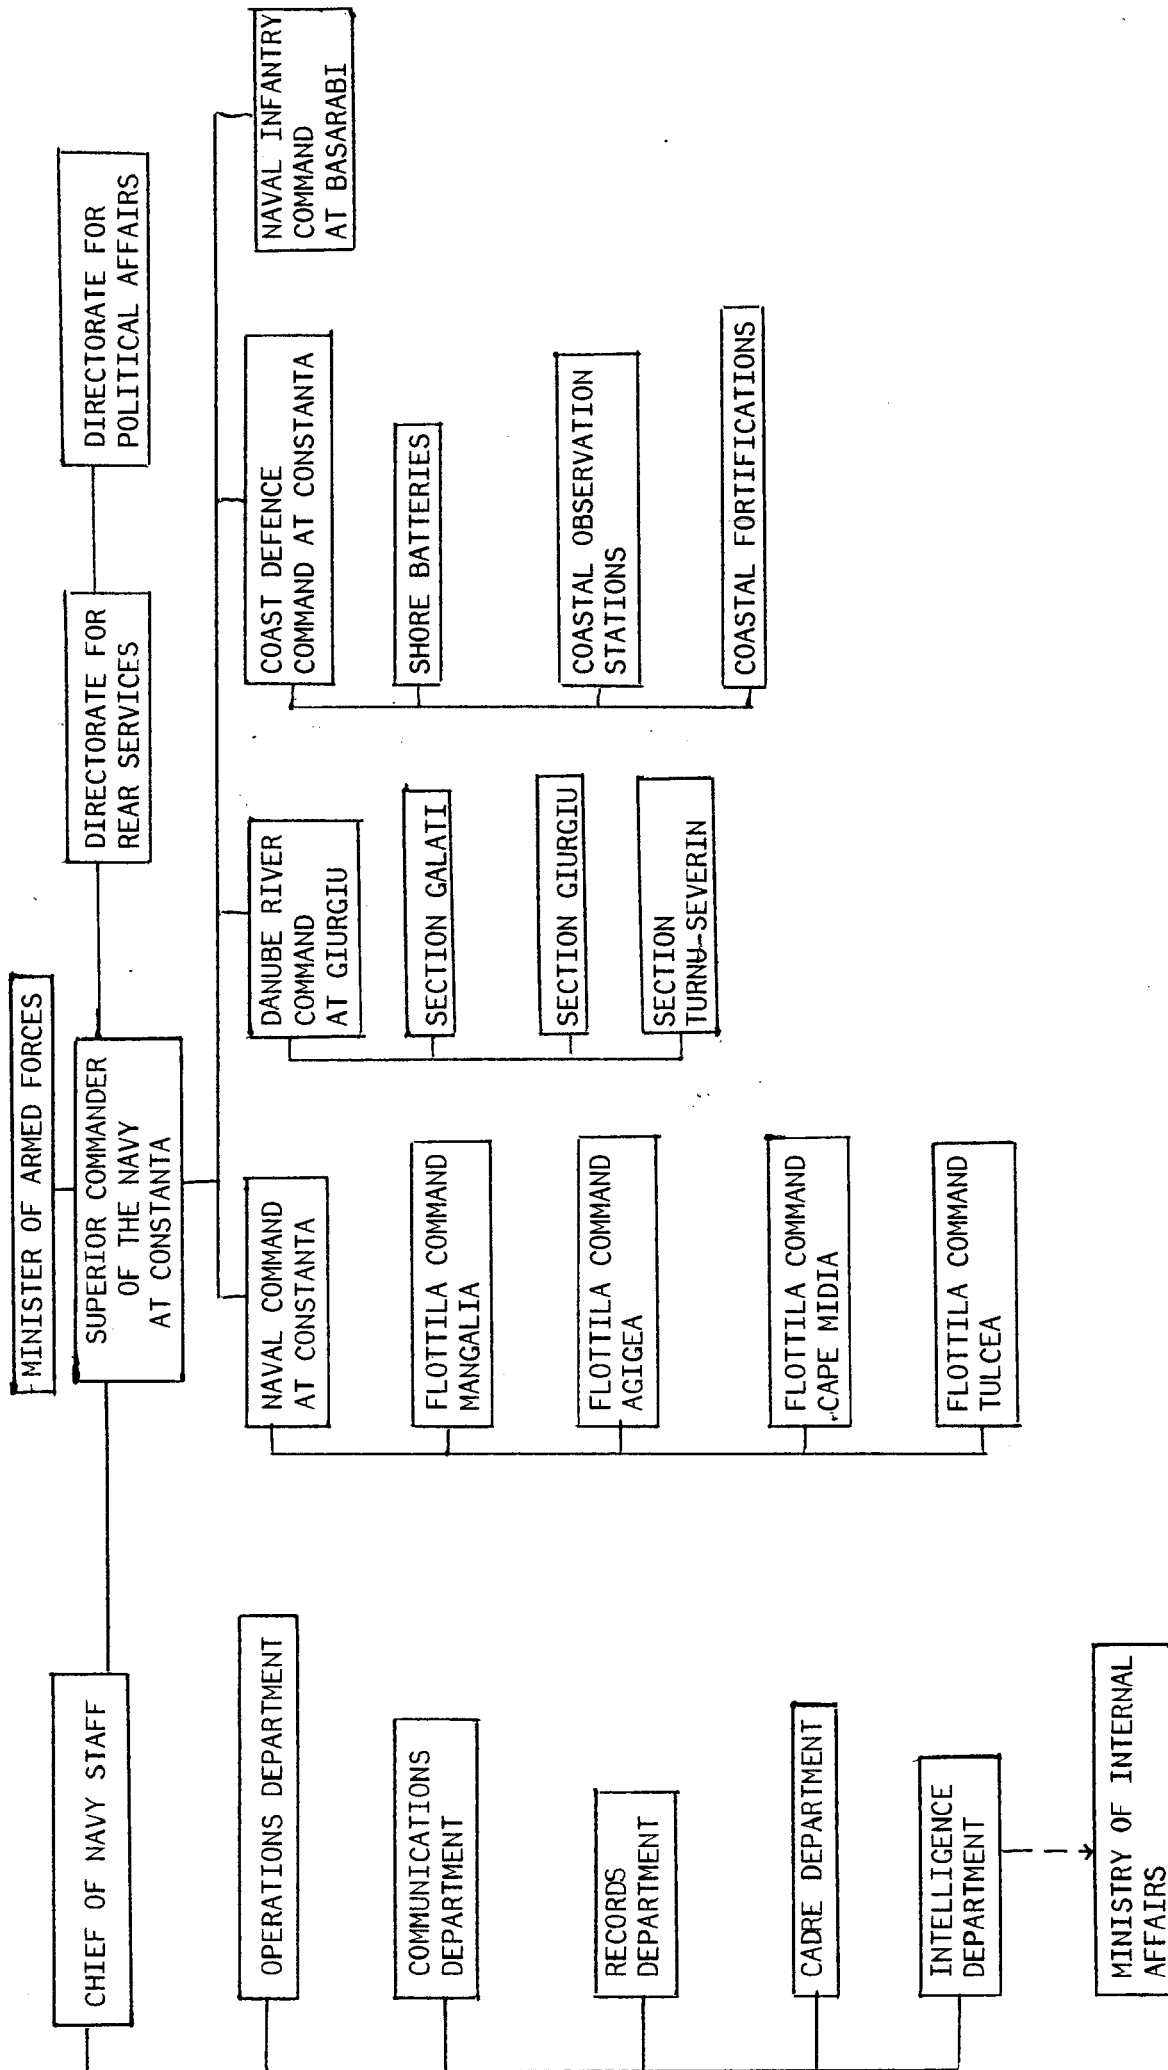 MINISTER OF ARMED FORCES
CHIEF OF NAVY STAFF
SUPERIOR COMMANDER
OF THE NAVY
AT CONSTANTA
DIRECTORATE FOR
REAR SERVICES
DIRECTORATE FOR
POLITICAL AFFAIRS
OPERATIONS DEPARTMENT
COMMUNICATIONS
DEPARTMENT
RECORDS
DEPARTMENT
CADRE DEPARTMENT
INTELLIGENCE
DEPARTMENT
MINISTRY OF INTERNAL
AFFAIRS
NAVAL COMMAND
AT CONSTANTA
FLOTTILA COMMAND
MANGALIA
FLOTTILA COMMAND
AGIGEA
FLOTTILA COMMAND
CAPE MIDIA
FLOTTILA COMMAND
TULCEA
DANUBE RIVER
COMMAND
AT GIURGIU
SECTION GALATI
SECTION GIURGIU
SECTION
TURNU-SEVERIN
COAST DEFENCE
COMMAND AT CONSTANTA
SHORE BATTERIES
COASTAL OBSERVATION
STATIONS
COASTAL FORTIFICATIONS
NAVAL INFANTRY
COMMAND
AT BASARABI